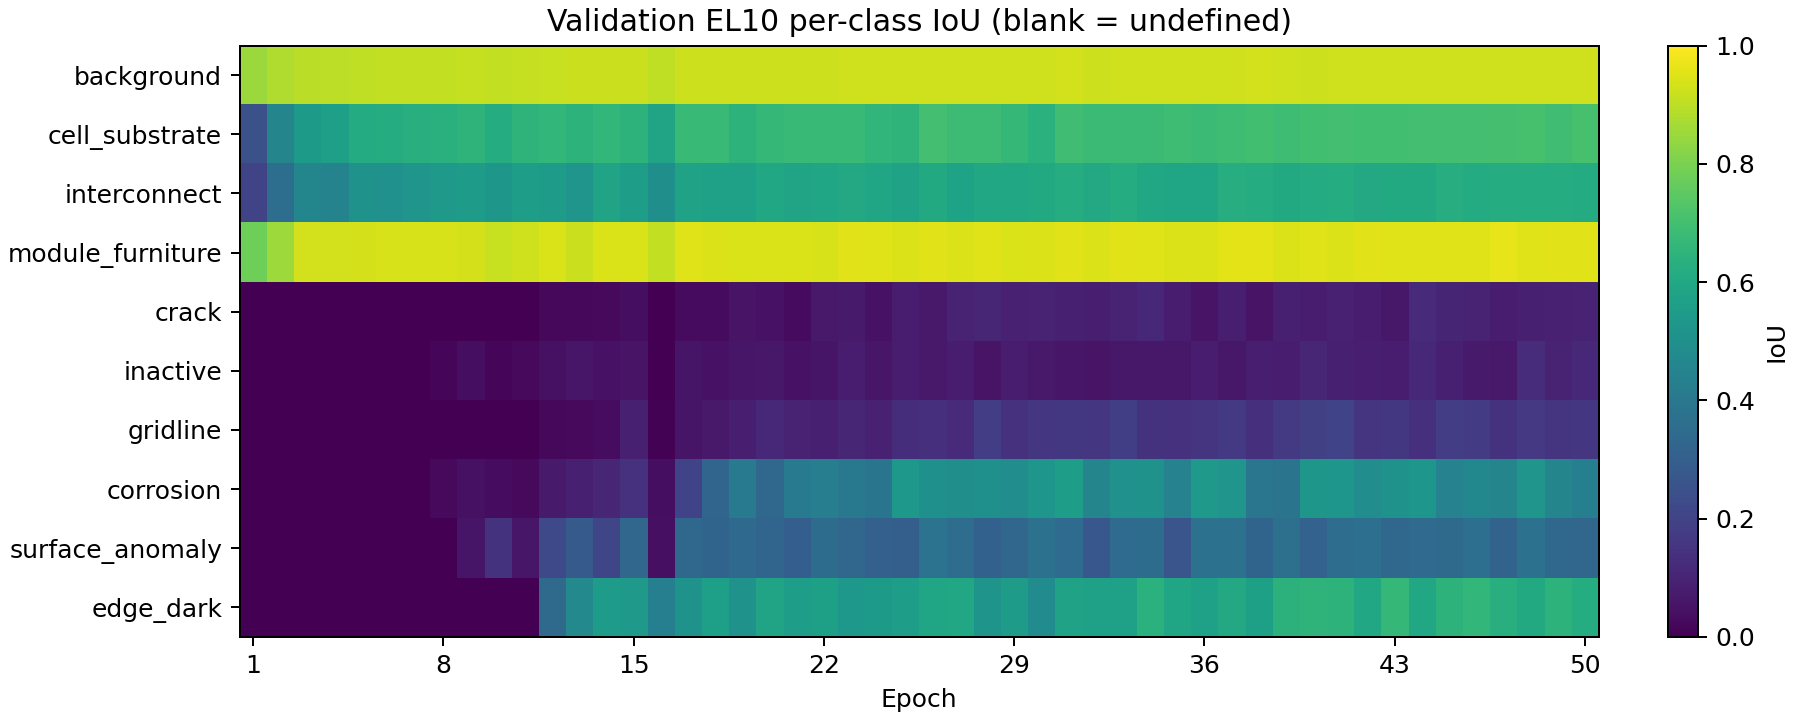 Validation EL10 per-class IoU (blank = undefined)
background
cell_substrate
interconnect
module_furniture
crack
inactive
gridline
corrosion
surface_anomaly
edge_dark
1 8 15 22 29 36 43 50
Epoch
1.0
0.8
0.6
0.4
0.2
0.0
IoU